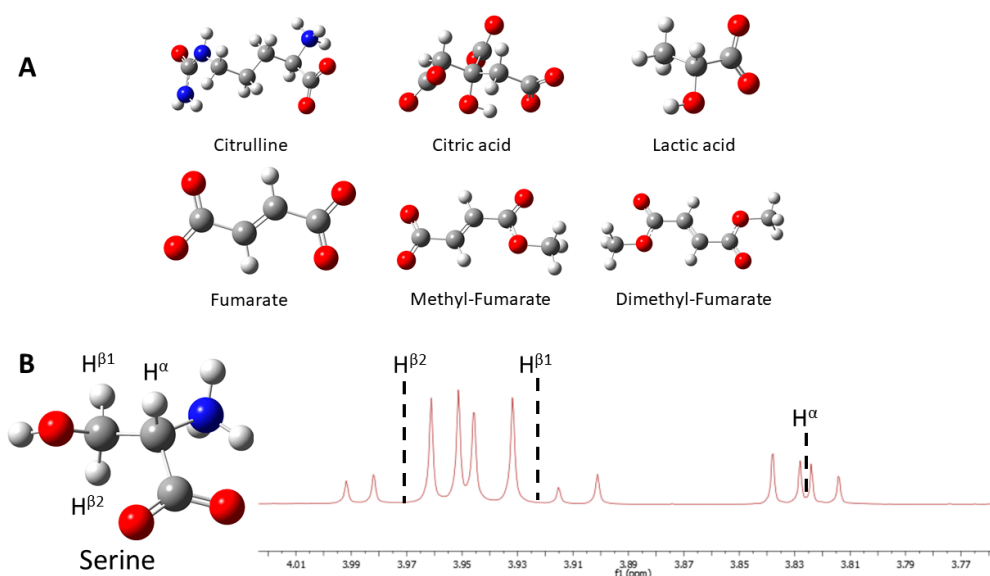 A
Citrulline
Citric acid
Lactic acid
Fumarate
Methyl-Fumarate
Dimethyl-Fumarate
B
Hβ1
Hα
Hβ2
Serine
Hβ2
Hβ1
Hα
4.01 3.99 3.97 3.95 3.93 3.91 3.89 3.87 3.85 3.83 3.81 3.79 3.77
f1 (ppm)